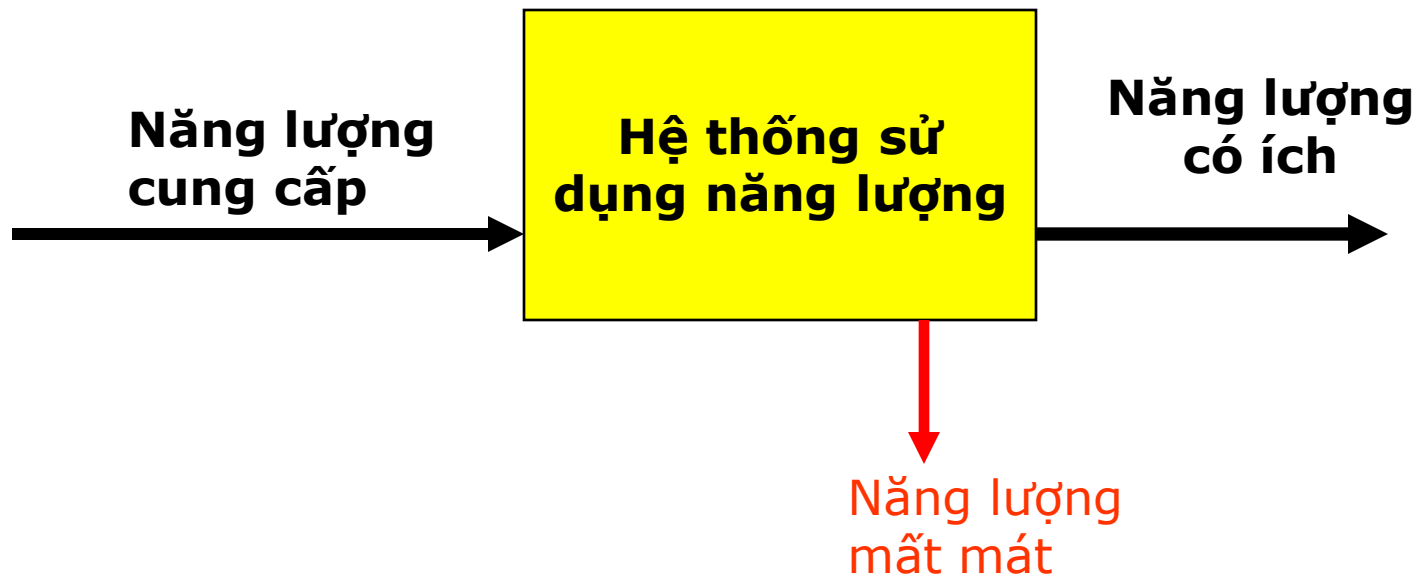 Năng lượng
cung cấp
Hệ thống sử
dụng năng lượng
Năng lượng
có ích
Năng lượng
mất mát